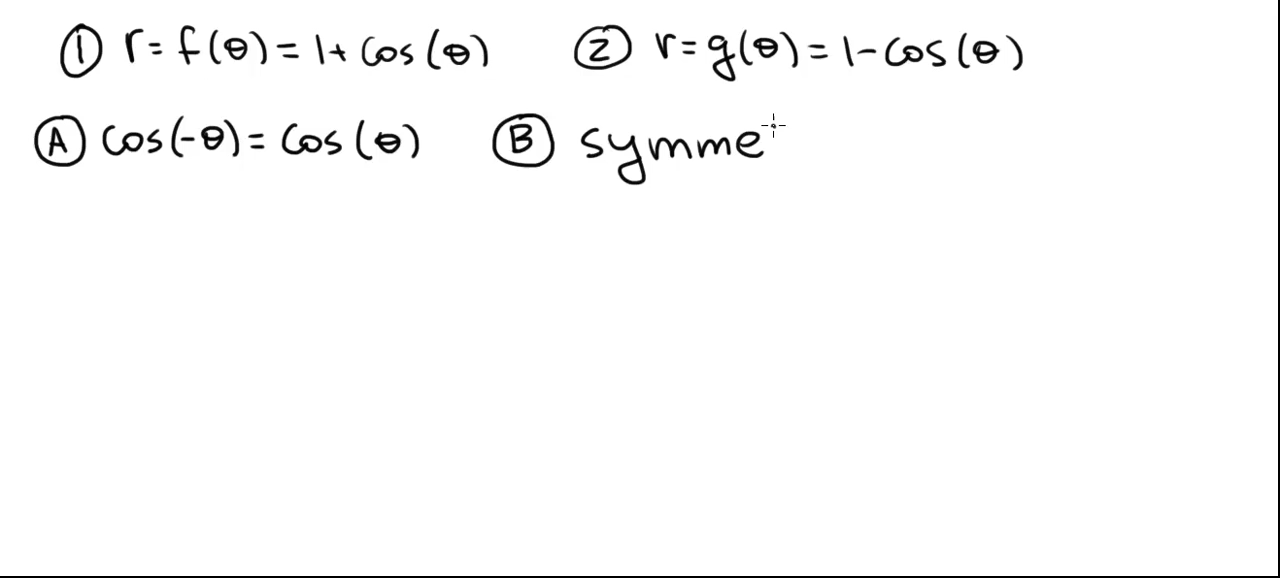 ① r = f(θ) = 1 + cos(θ) ② r = g(θ) = 1 - cos(θ)
Ⓐ cos(-θ) = cos(θ) Ⓑ symme